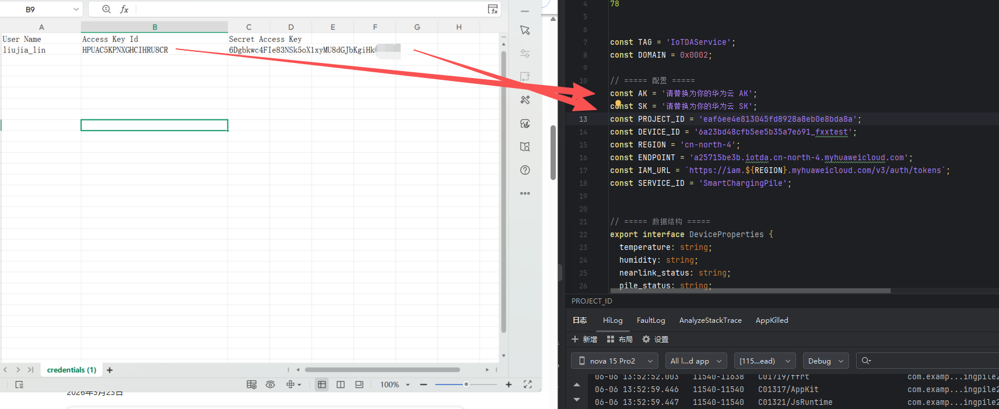 B9
fx
A B C D E F G H
User Name Access Key Id Secret Access Key
liujia_lin HPUAC5KPNXGHCIHRU8CR 6Dgbkwc4FIe83NSk5oXlxyMU8dGJbKgiHk
credentials (1)
100%
2026年5月23日
4 78
5
6
7 const TAG = 'IoTDAService';
8 const DOMAIN = 0x0002;
9
10 // ===== 配置 =====
const AK = '请替换为你的华为云 AK';
const SK = '请替换为你的华为云 SK';
13 const PROJECT_ID = 'eaf6ee4e813045fd8928a8eb0e8bda8a';
14 const DEVICE_ID = '6a23bd48cfb5ee5b35a7e691_fxxtest';
15 const REGION = 'cn-north-4';
16 const ENDPOINT = 'a25715be3b.iotda.cn-north-4.myhuaweicloud.com';
17 const IAM_URL = `https://iam.${REGION}.myhuaweicloud.com/v3/auth/tokens`;
18 const SERVICE_ID = 'SmartChargingPile';
19
20
21 // ===== 数据结构 =====
22 export interface DeviceProperties {
23 temperature: string;
24 humidity: string;
25 nearlink_status: string;
26 pile_status: string;
PROJECT_ID
日志 HiLog FaultLog AnalyzeStackTrace AppKilled
新增 布局 设置
nova 15 Pro2 All l...d app [115...ead) Debug
06-06 13:52:52.003 11540-11638 C01719/ffrt com.examp...ingpile2
06-06 13:52:59.446 11540-11540 C01317/AppKit com.examp...ingpile2
06-06 13:52:59.447 11540-11540 C01321/JsRuntime com.examp...ingpile2